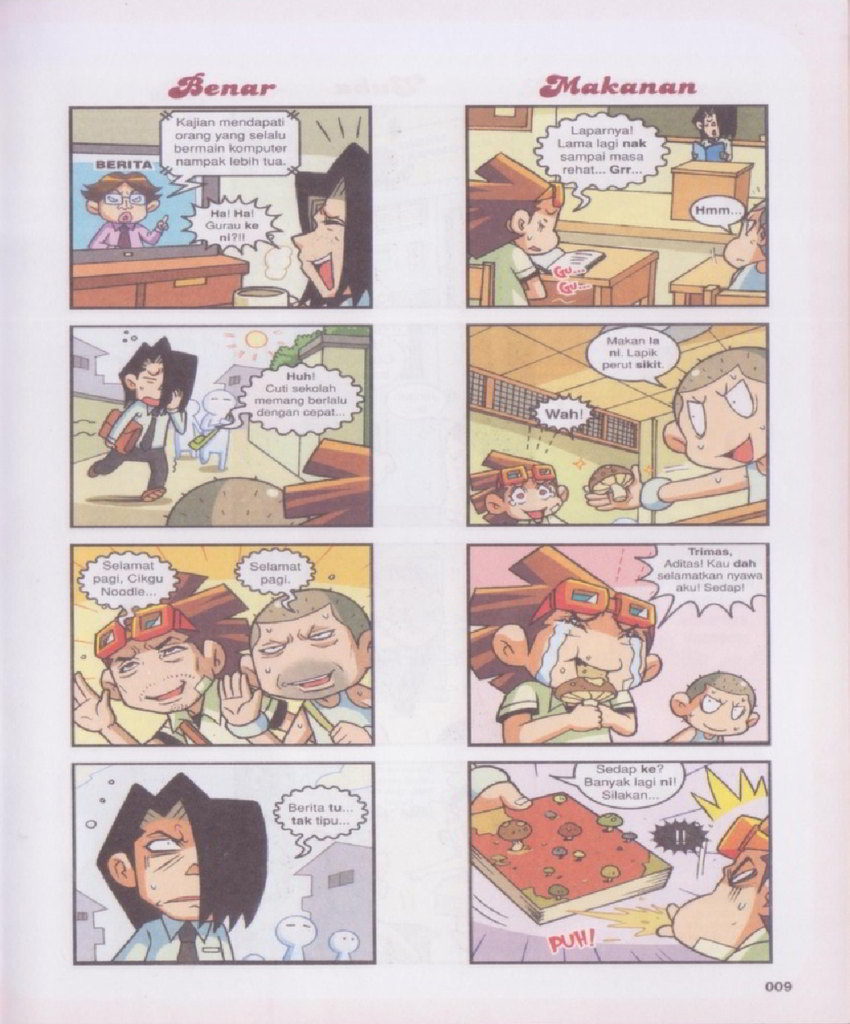 Benar
Kajian mendapati
orang yang selalu
bermain komputer
nampak lebih tua.
BERITA
Ha! Ha!
Gurau ke
ni?!!
Huh!
Cuti sekolah
memang berlalu
dengan cepat...
Selamat
pagi, Cikgu
Noodle...
Selamat
pagi.
Berita tu...
tak tipu...
Makanan
Laparnya!
Lama lagi nak
sampai masa
rehat... Grr...
Hmm...
Gu...
Gu...
Makan la
ni. Lapik
perut sikit.
Wah!
Trimas,
Aditas! Kau dah
selamatkan nyawa
aku! Sedap!
Sedap ke?
Banyak lagi ni!
Silakan...
!!
PUH!
009